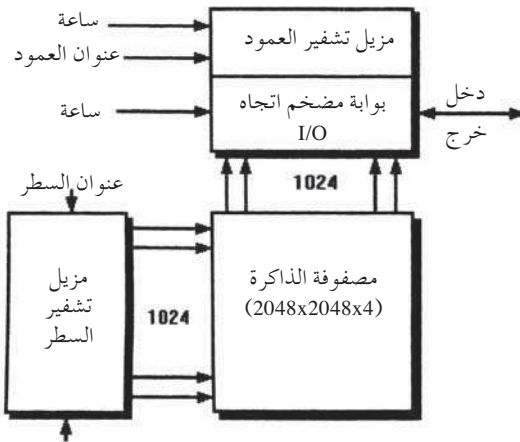 ساعة
مزيل تشفير العمود
عنوان العمود
بوابة مضخم اتجاه
I/O
ساعة
دخل
خرج
1024
عنوان السطر
مزيل
تشفير
السطر
1024
مصفوفة الذاكرة
(2048x2048x4)